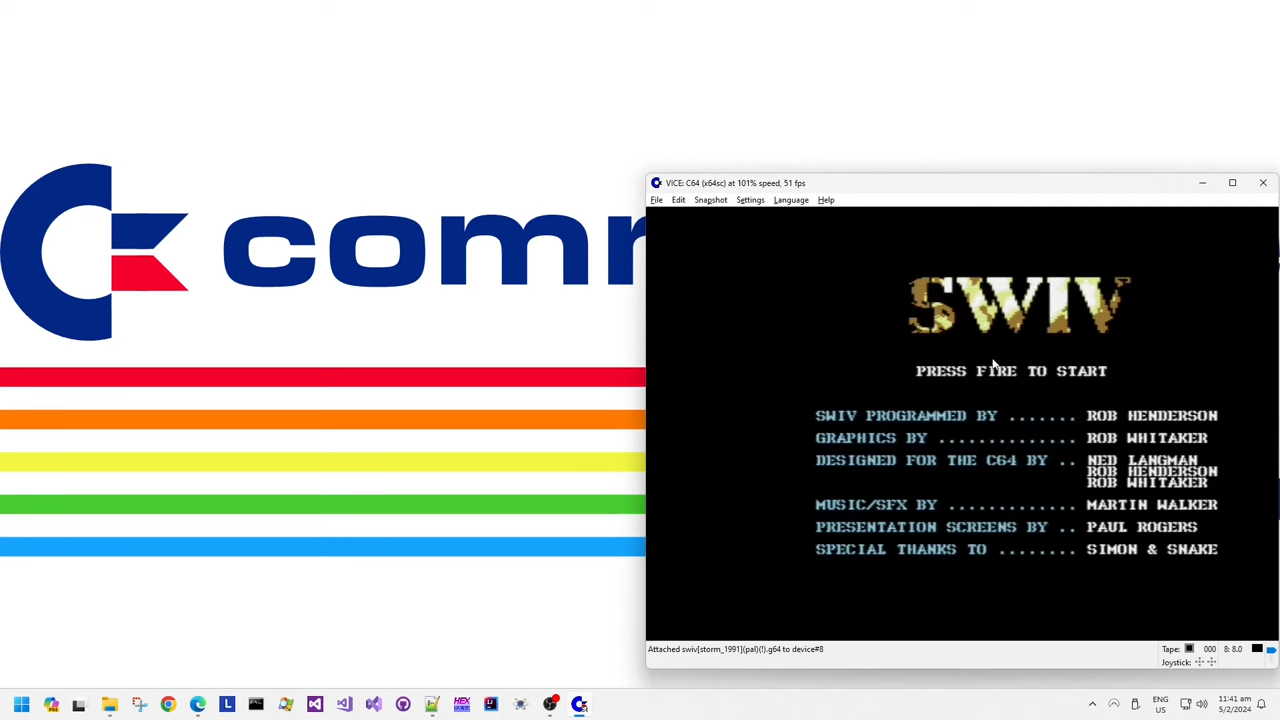 comm
VICE: C64 (x64sc) at 101% speed, 51 fps
File Edit Snapshot Settings Language Help
SWIV
PRESS FIRE TO START
SWIV PROGRAMMED BY ....... ROB HENDERSON
GRAPHICS BY .............. ROB WHITAKER
DESIGNED FOR THE C64 BY .. NED LANGMAN
ROB HENDERSON
ROB WHITAKER
MUSIC/SFX BY ............. MARTIN WALKER
PRESENTATION SCREENS BY .. PAUL ROGERS
SPECIAL THANKS TO ........ SIMON & SNAKE
Attached swiv[storm_1991](pal)(!).g64 to device#8
Tape: 000 8: 8.0
Joystick:
L
HEX
ENG
US
11:41 am
5/2/2024